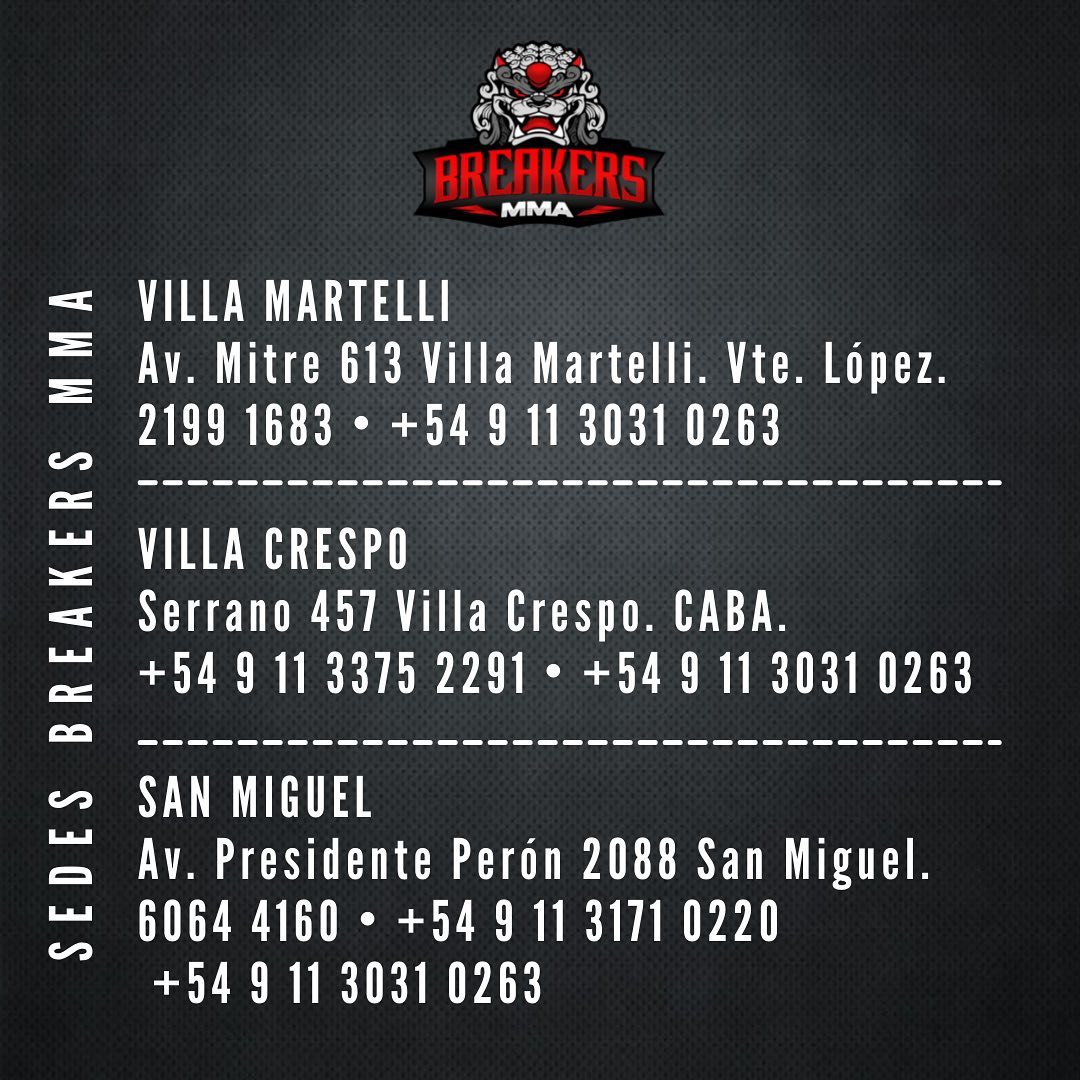 BREAKERS
MMA
SEDES BREAKERS MMA
VILLA MARTELLI
Av. Mitre 613 Villa Martelli. Vte. López.
2199 1683 • +54 9 11 3031 0263
VILLA CRESPO
Serrano 457 Villa Crespo. CABA.
+54 9 11 3375 2291 • +54 9 11 3031 0263
SAN MIGUEL
Av. Presidente Perón 2088 San Miguel.
6064 4160 • +54 9 11 3171 0220
+54 9 11 3031 0263